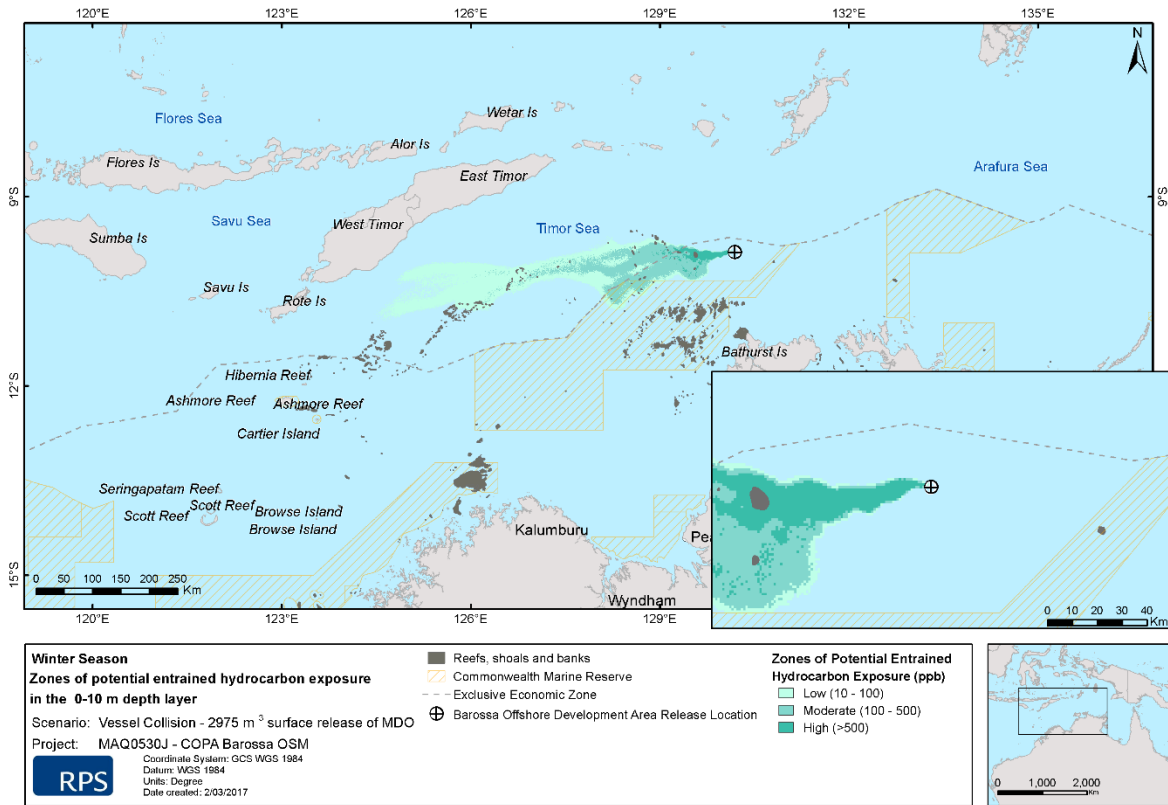 120°E 123°E 126°E 129°E 132°E 135°E
N
Flores Sea
Wetar Is
Alor Is
Flores Is
East Timor
Arafura Sea
9°S 9°S
Savu Sea
West Timor
Timor Sea
Sumba Is
Savu Is
Rote Is
Bathurst Is
12°S
Hibernia Reef
Ashmore Reef
Ashmore Reef
Cartier Island
Seringapatam Reef
Scott Reef
Scott Reef
Browse Island
Browse Island
Kalumburu
Pea
15°S
0 50 100 150 200 250
Km
Wyndham
0 10 20 30 40
Km
120°E 123°E 126°E 129°E
Winter Season
Zones of potential entrained hydrocarbon exposure
in the 0-10 m depth layer
Scenario: Vessel Collision - 2975 m³ surface release of MDO
Project: MAQ0530J - COPA Barossa OSM
RPS
Coordinate System: GCS WGS 1984
Datum: WGS 1984
Units: Degree
Date created: 2/03/2017
Reefs, shoals and banks
Commonwealth Marine Reserve
Exclusive Economic Zone
Barossa Offshore Development Area Release Location
Zones of Potential Entrained
Hydrocarbon Exposure (ppb)
Low (10 - 100)
Moderate (100 - 500)
High (>500)
0 1,000 2,000
Km